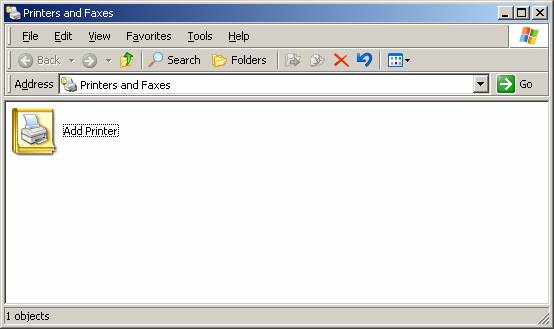 Printers and Faxes
File Edit View Favorites Tools Help
Back Search Folders
Address Printers and Faxes Go
Add Printer
1 objects